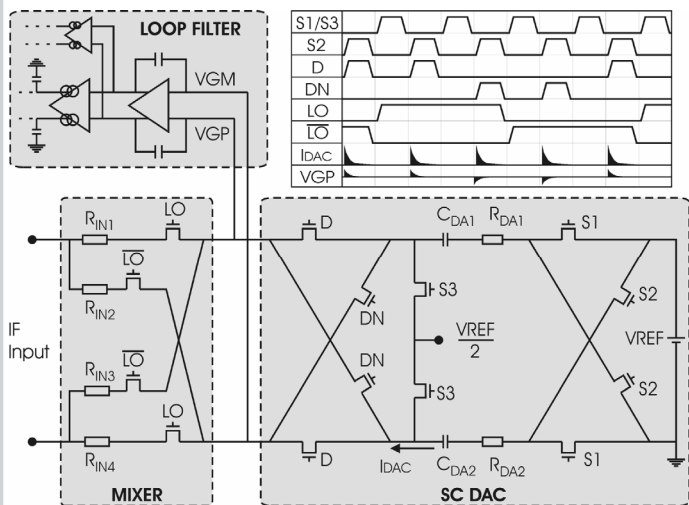 LOOP FILTER
VGM
VGP
S1/S3
S2
D
DN
LO
LO
IDAC
VGP
RIN1
LO
LO
RIN2
IF
Input
RIN3
LO
LO
RIN4
MIXER
D
CDA1
RDA1
S1
DN
S3
S2
VREF
2
VREF
DN
S3
S2
D
IDAC
CDA2
RDA2
S1
SC DAC